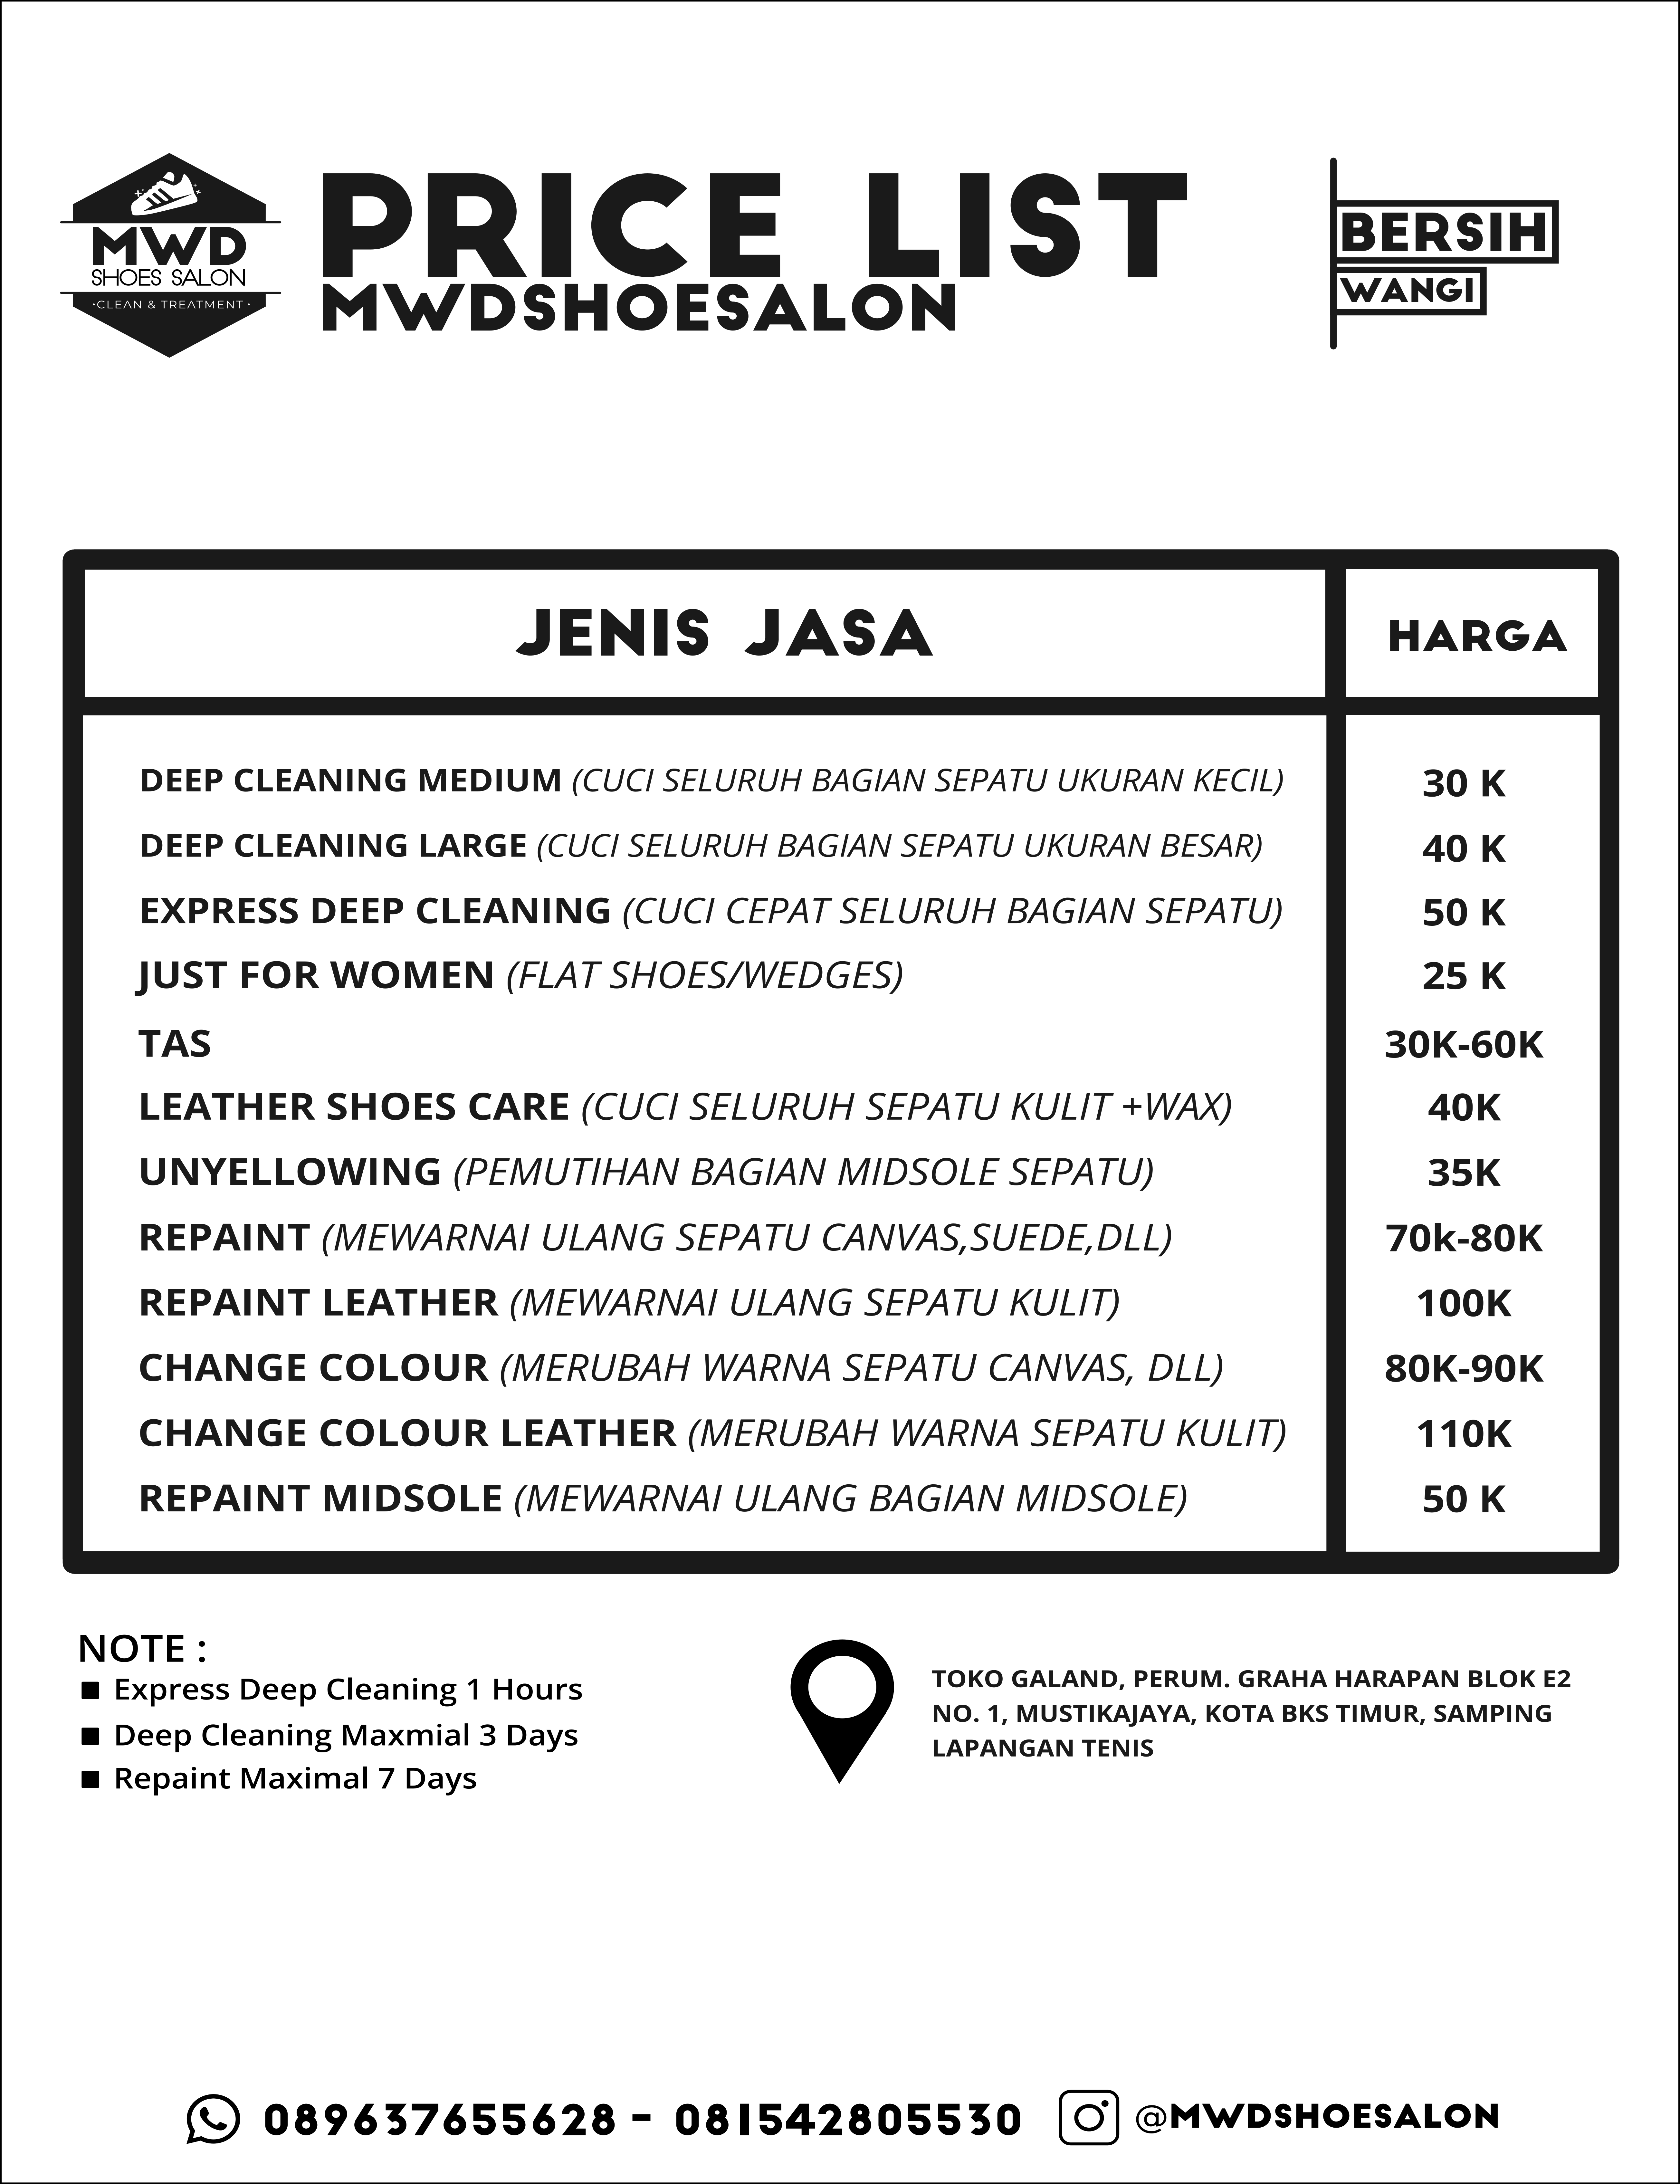 MWD
SHOES SALON
·CLEAN & TREATMENT·
PRICE LIST
MWDSHOESALON
BERSIH
WANGI
JENIS JASA HARGA
DEEP CLEANING MEDIUM (CUCI SELURUH BAGIAN SEPATU UKURAN KECIL) 30 K
DEEP CLEANING LARGE (CUCI SELURUH BAGIAN SEPATU UKURAN BESAR) 40 K
EXPRESS DEEP CLEANING (CUCI CEPAT SELURUH BAGIAN SEPATU) 50 K
JUST FOR WOMEN (FLAT SHOES/WEDGES) 25 K
TAS 30K-60K
LEATHER SHOES CARE (CUCI SELURUH SEPATU KULIT +WAX) 40K
UNYELLOWING (PEMUTIHAN BAGIAN MIDSOLE SEPATU) 35K
REPAINT (MEWARNAI ULANG SEPATU CANVAS,SUEDE,DLL) 70k-80K
REPAINT LEATHER (MEWARNAI ULANG SEPATU KULIT) 100K
CHANGE COLOUR (MERUBAH WARNA SEPATU CANVAS, DLL) 80K-90K
CHANGE COLOUR LEATHER (MERUBAH WARNA SEPATU KULIT) 110K
REPAINT MIDSOLE (MEWARNAI ULANG BAGIAN MIDSOLE) 50 K
NOTE :
■ Express Deep Cleaning 1 Hours
■ Deep Cleaning Maxmial 3 Days
■ Repaint Maximal 7 Days
TOKO GALAND, PERUM. GRAHA HARAPAN BLOK E2
NO. 1, MUSTIKAJAYA, KOTA BKS TIMUR, SAMPING
LAPANGAN TENIS
089637655628 - 081542805530 @MWDSHOESALON